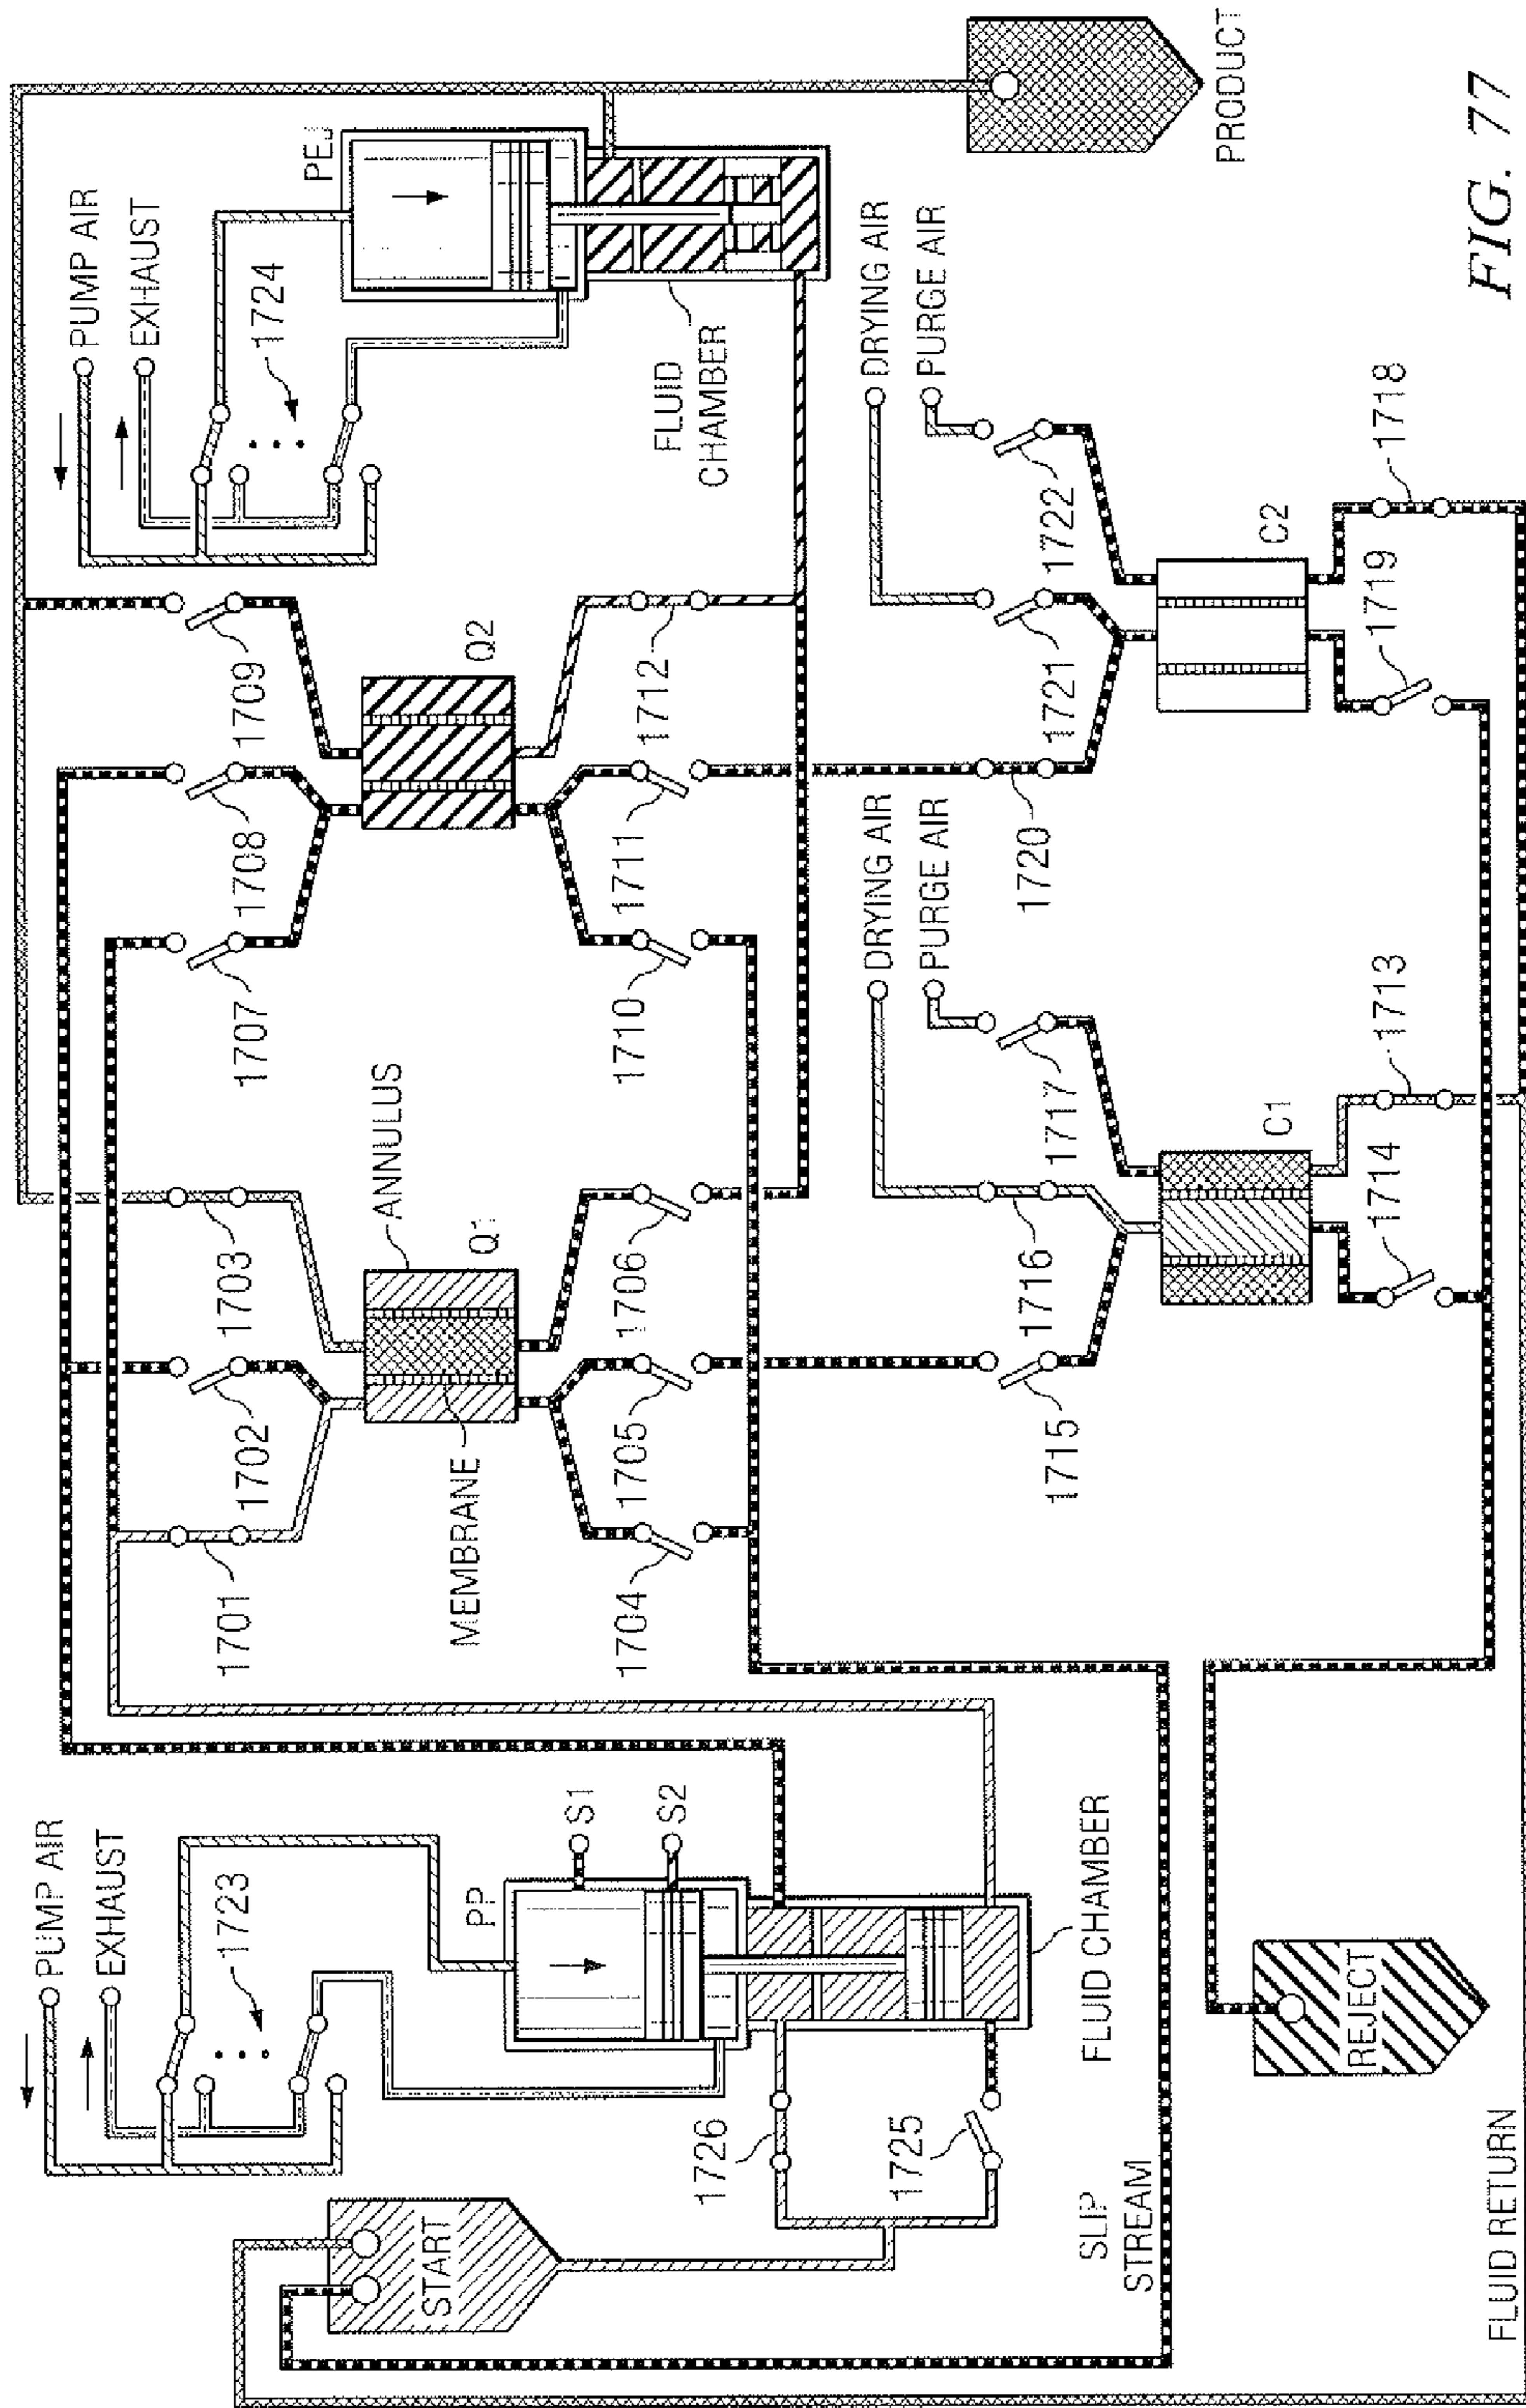 PUMP AIR
EXHAUST
1723
PP
S1
S2
START
1726
1725
FLUID CHAMBER
SLIP
STREAM
REJECT
FLUID RETURN
1701
1702
1703
MEMBRANE
ANNULUS
Q1
1704
1705
1706
1707
1708
1709
Q2
1710
1711
1712
PUMP AIR
EXHAUST
1724
PEJ
FLUID
CHAMBER
DRYING AIR
PURGE AIR
1715
1716
1717
C1
1714
1713
DRYING AIR
PURGE AIR
1720
1721
1722
C2
1719
1718
PRODUCT
FIG. 77